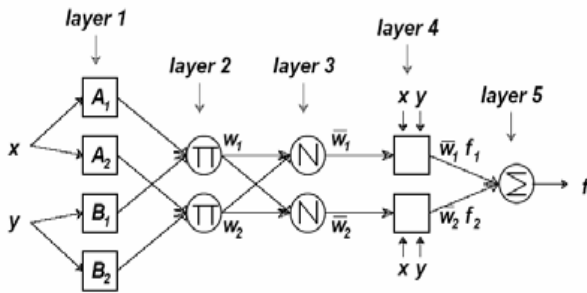 layer 1
layer 2
layer 3
layer 4
layer 5
x y
A₁
A₂
B₁
B₂
x
y
∏ w₁
∏ w₂
N w̅₁
N w̅₂
w̅₁ f₁
w̅₂ f₂
Σ
f
x y